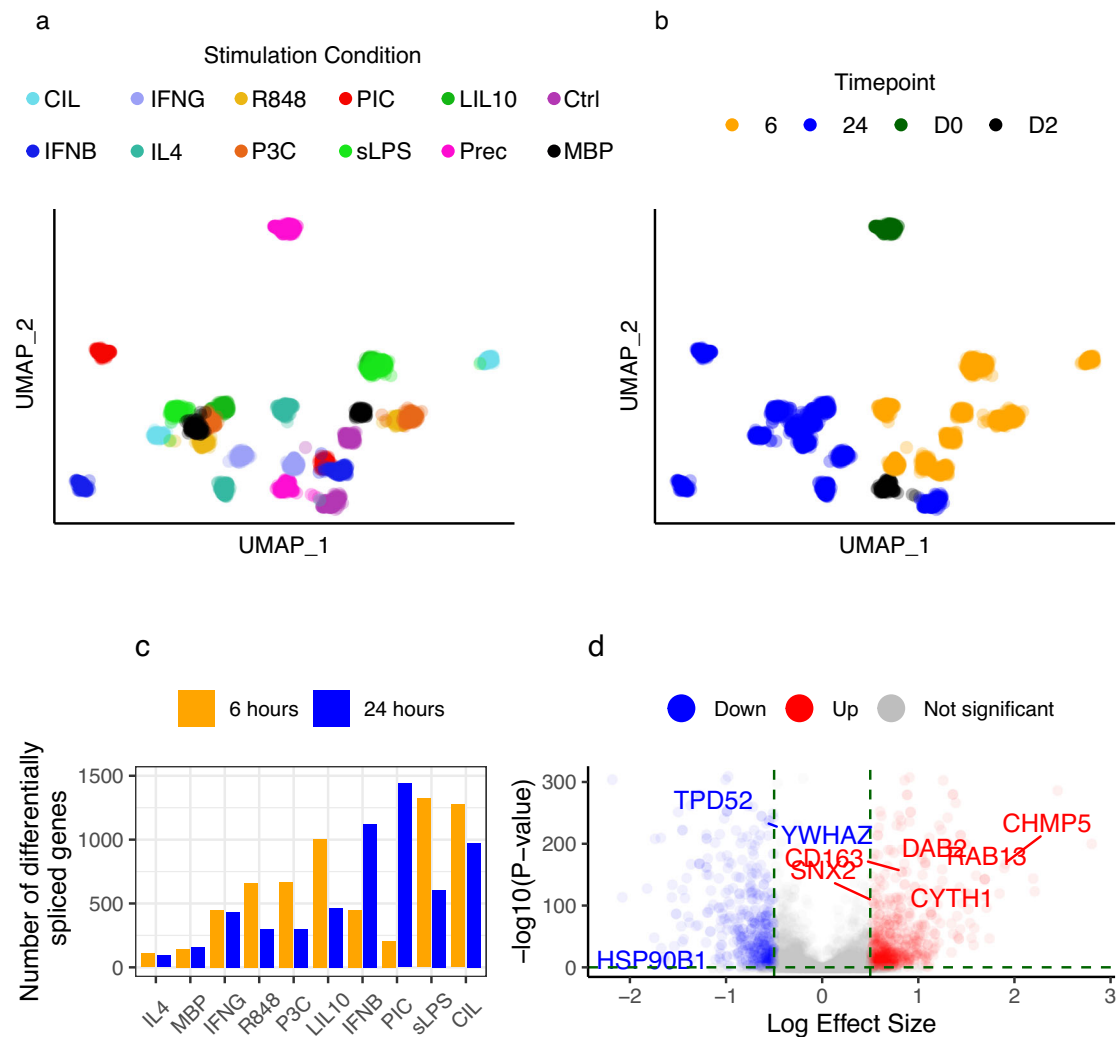 a
b
Stimulation Condition
CIL IFNG R848 PIC LIL10 Ctrl
IFNB IL4 P3C sLPS Prec MBP
Timepoint
6 24 D0 D2
UMAP_2
UMAP_1
UMAP_2
UMAP_1
c
6 hours 24 hours
Number of differentially
spliced genes
1500
1000
500
0
IL4 MBP IFNG R848 P3C LIL10 IFNB PIC sLPS CIL
d
Down Up Not significant
-log10(P-value)
300
200
100
0
TPD52
YWHAZ
CHMP5
DAB2
RAB13
CD163
SNX2
CYTH1
HSP90B1
-2 -1 0 1 2 3
Log Effect Size